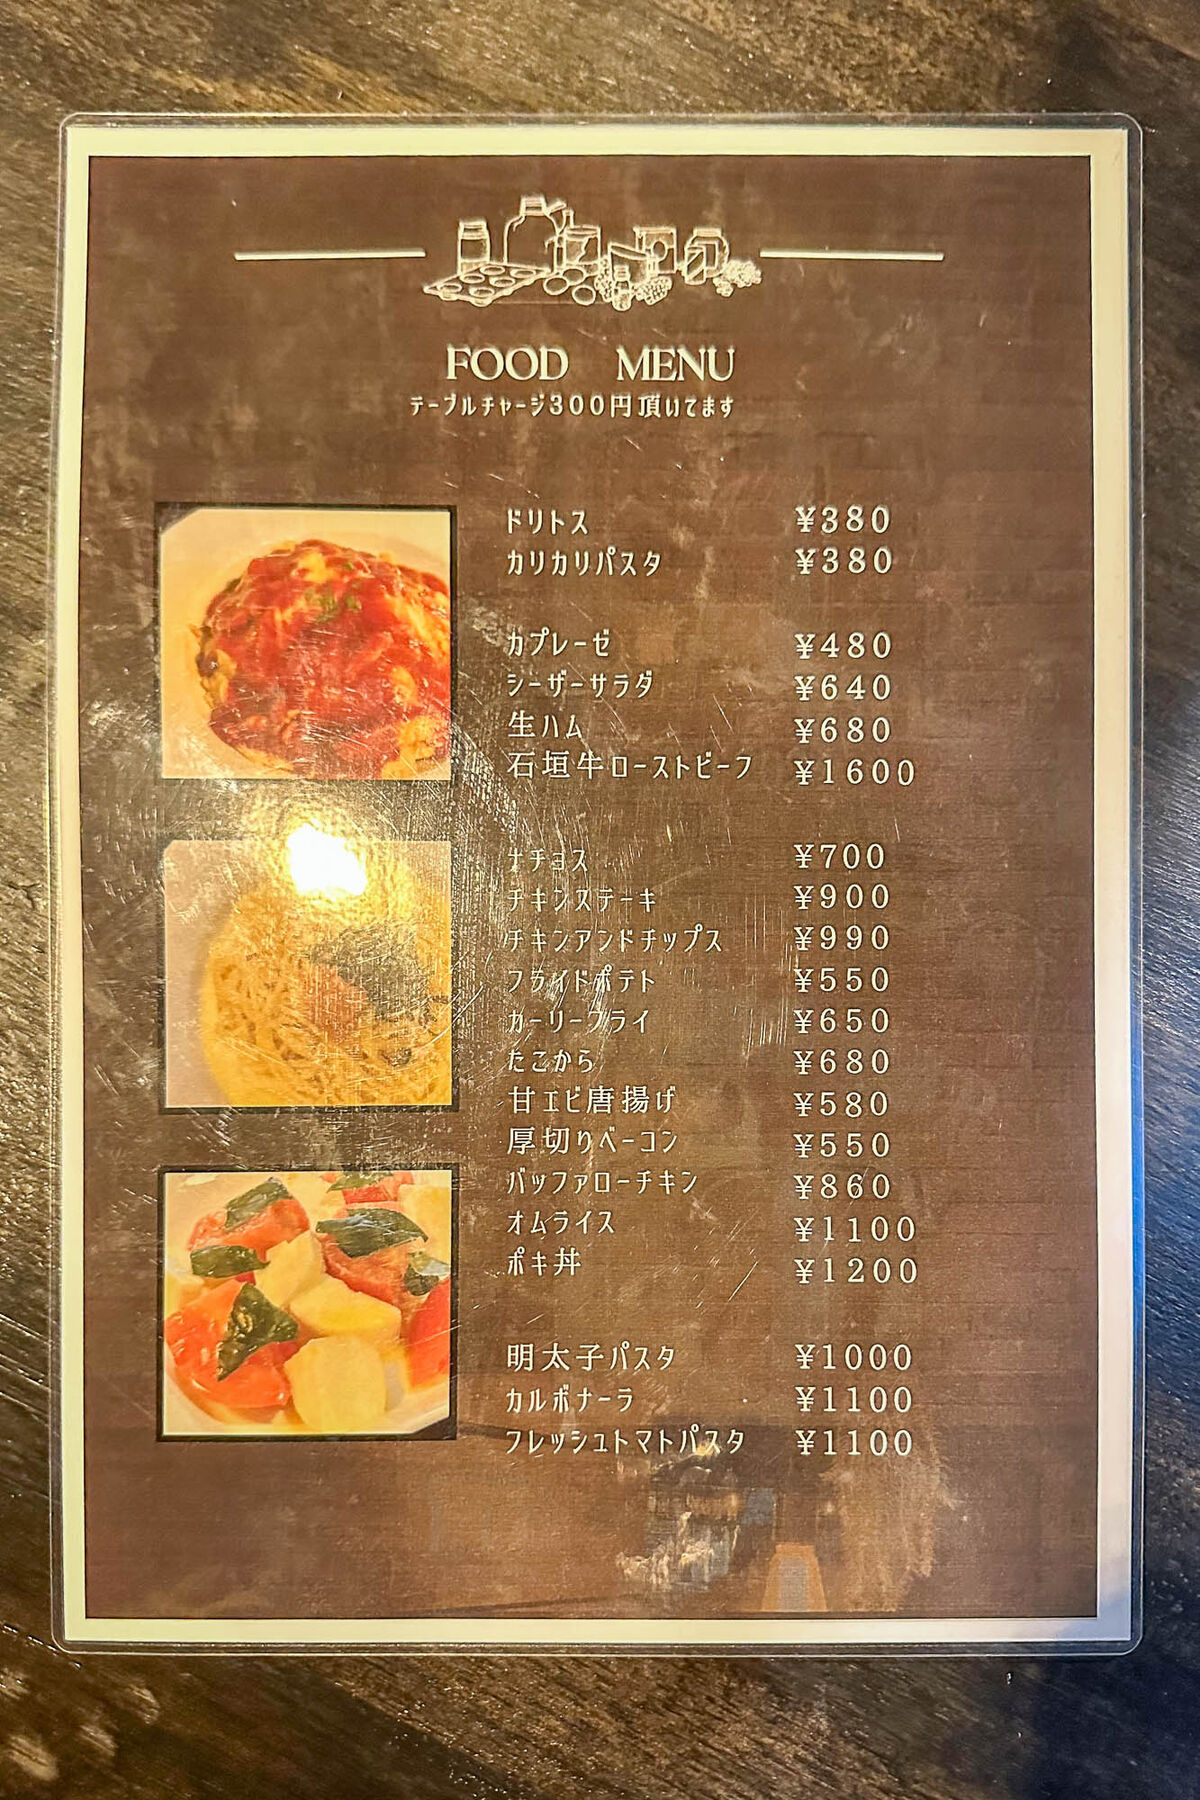 FOOD MENU
テーブルチャージ300円頂いてます
ドリトス ¥380
カリカリパスタ ¥380
カプレーゼ ¥480
シーザーサラダ ¥640
生ハム ¥680
石垣牛ローストビーフ ¥1600
ナチョス ¥700
チキンステーキ ¥900
チキンアンドチップス ¥990
フライドポテト ¥550
カーリーフライ ¥650
たこから ¥680
甘エビ唐揚げ ¥580
厚切りベーコン ¥550
バッファローチキン ¥860
オムライス ¥1100
ポキ丼 ¥1200
明太子パスタ ¥1000
カルボナーラ ¥1100
フレッシュトマトパスタ ¥1100